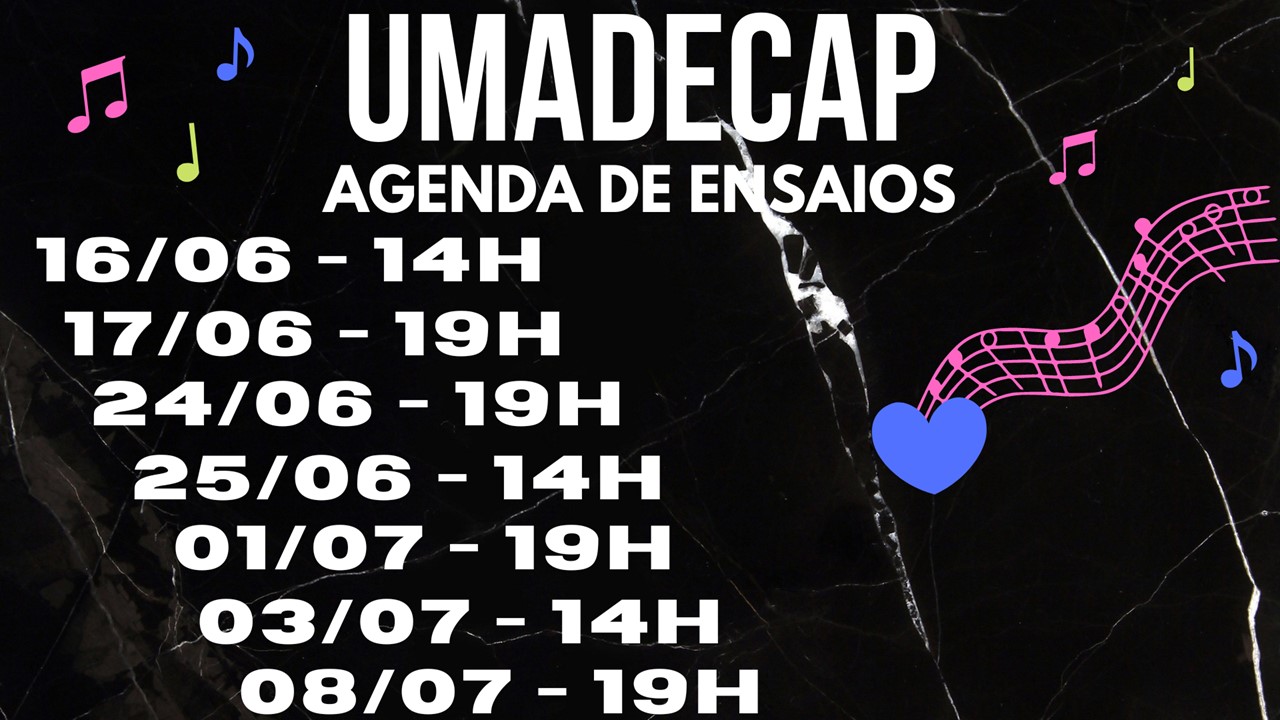 UMADECAP
AGENDA DE ENSAIOS
16/06 - 14H
17/06 - 19H
24/06 - 19H
25/06 - 14H
01/07 - 19H
03/07 - 14H
08/07 - 19H